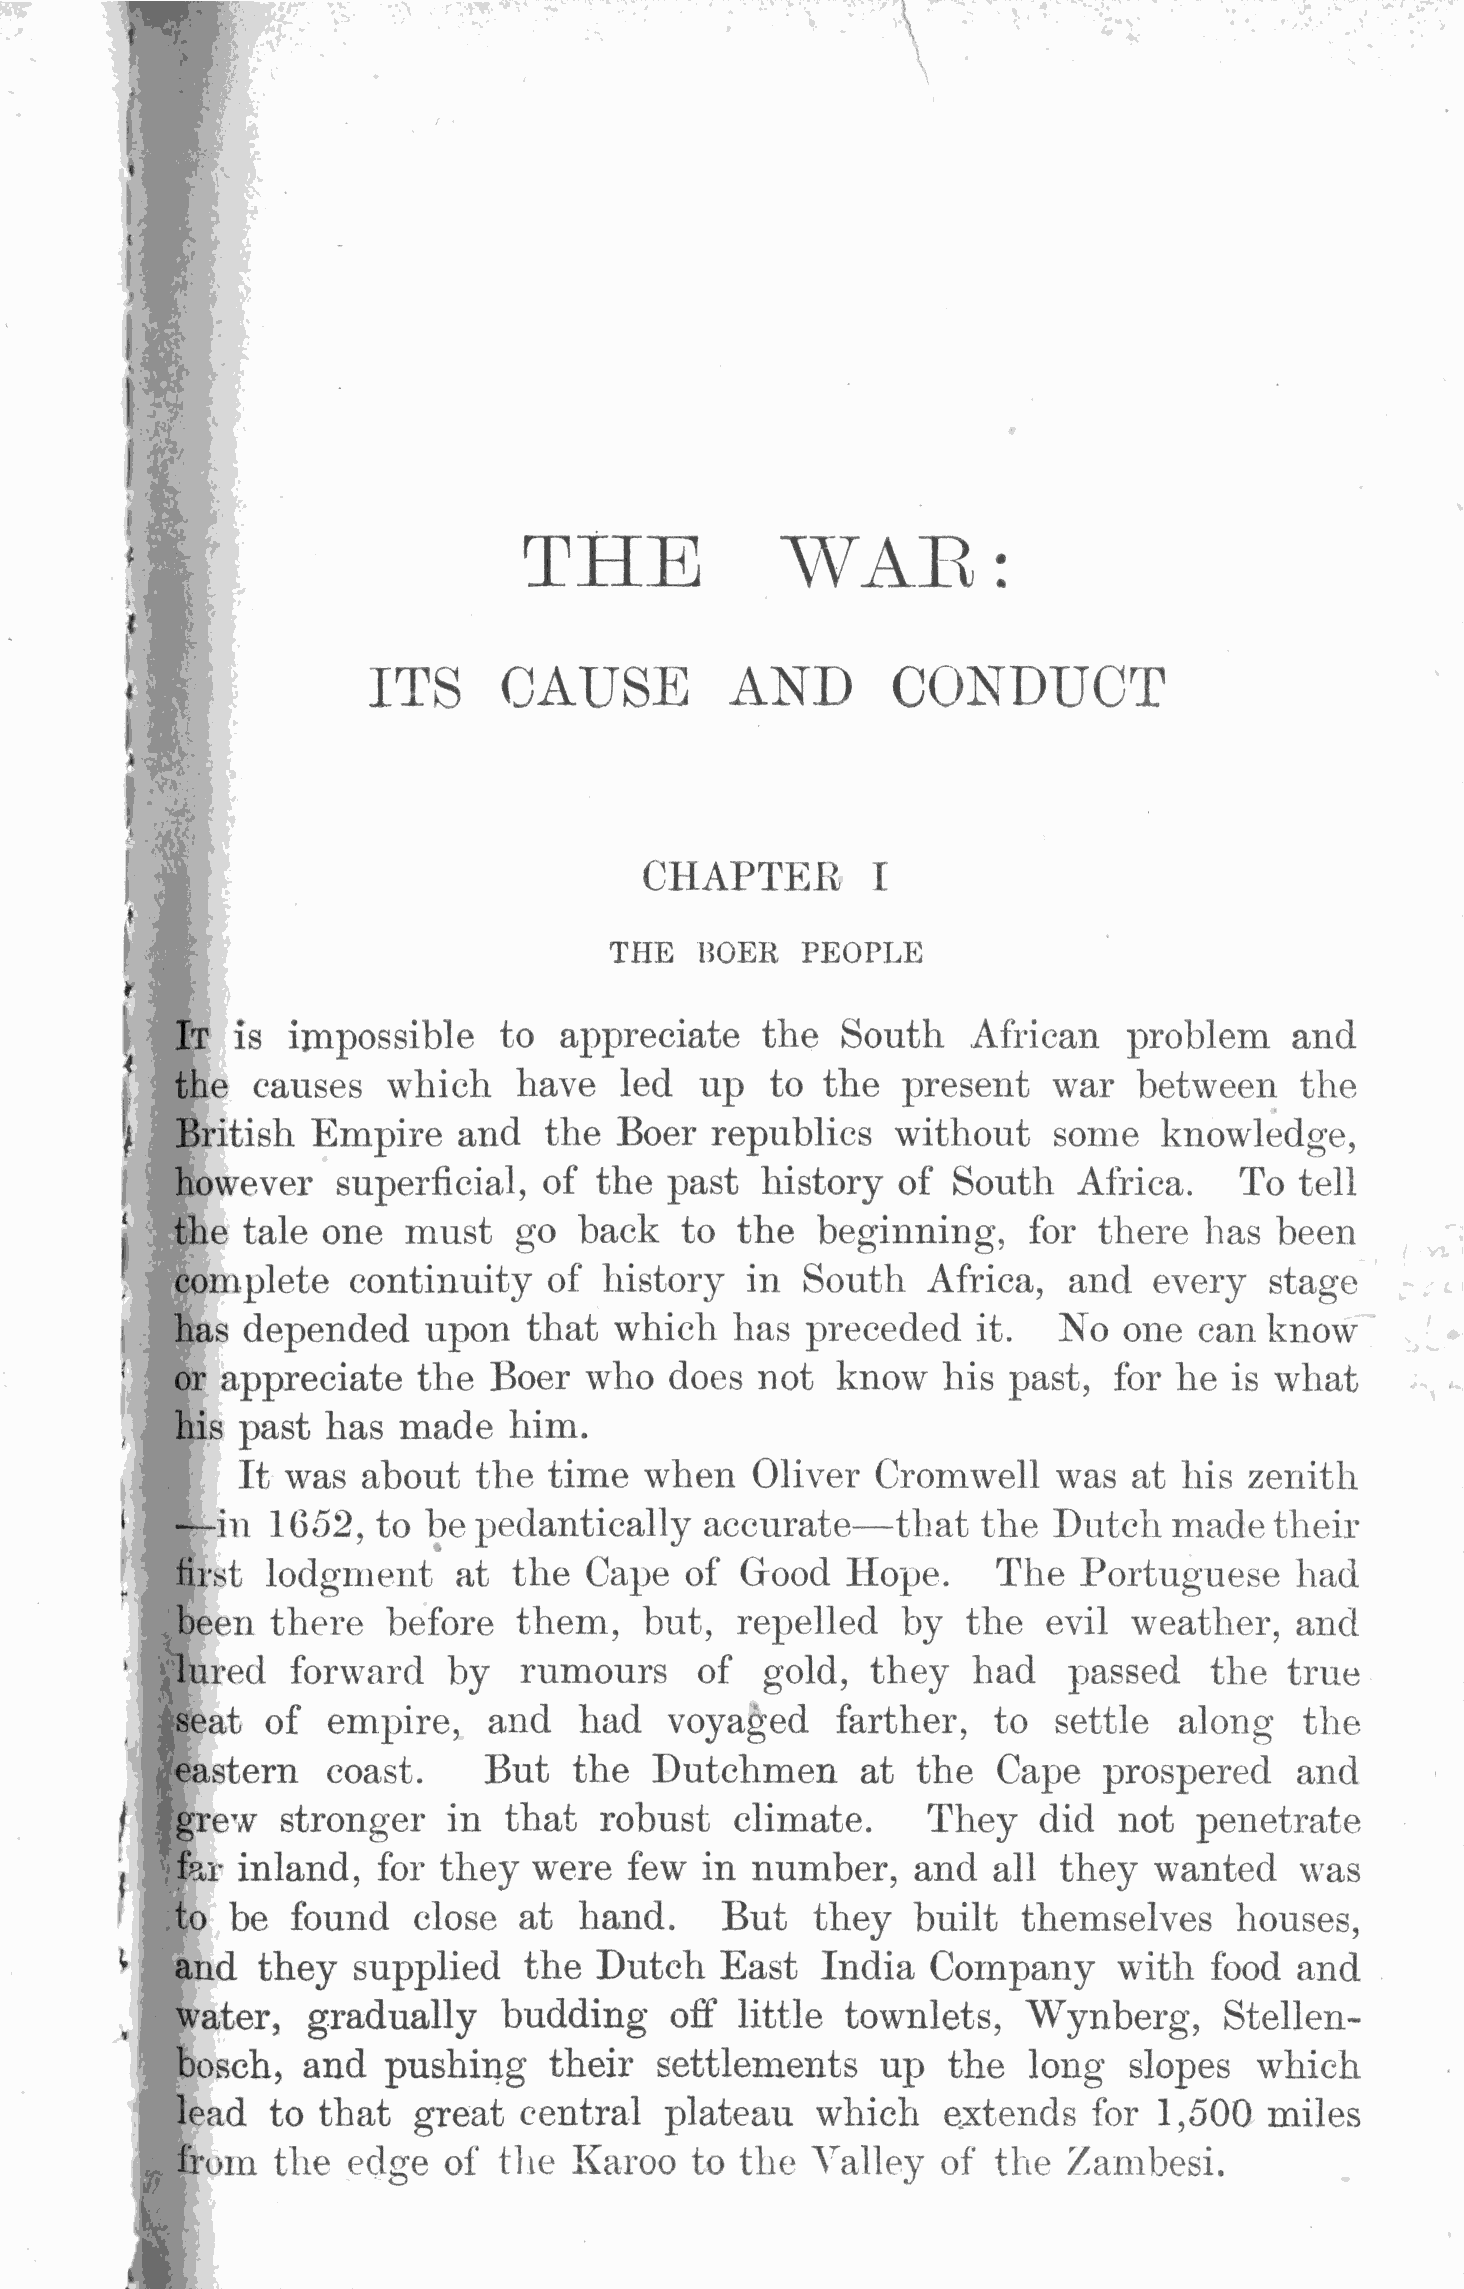 THE WAR:
ITS CAUSE AND CONDUCT
CHAPTER I
THE BOER PEOPLE
IT is impossible to appreciate the South African problem and
the causes which have led up to the present war between the
British Empire and the Boer republics without some knowledge,
however superficial, of the past history of South Africa. To tell
the tale one must go back to the beginning, for there has been
complete continuity of history in South Africa, and every stage
has depended upon that which has preceded it. No one can know
or appreciate the Boer who does not know his past, for he is what
his past has made him.
It was about the time when Oliver Cromwell was at his zenith
—in 1652, to be pedantically accurate—that the Dutch made their
first lodgment at the Cape of Good Hope. The Portuguese had
been there before them, but, repelled by the evil weather, and
lured forward by rumours of gold, they had passed the true
seat of empire, and had voyaged farther, to settle along the
eastern coast. But the Dutchmen at the Cape prospered and
grew stronger in that robust climate. They did not penetrate
far inland, for they were few in number, and all they wanted was
to be found close at hand. But they built themselves houses,
and they supplied the Dutch East India Company with food and
water, gradually budding off little townlets, Wynberg, Stellen-
bosch, and pushing their settlements up the long slopes which
lead to that great central plateau which extends for 1,500 miles
from the edge of the Karoo to the Valley of the Zambesi.